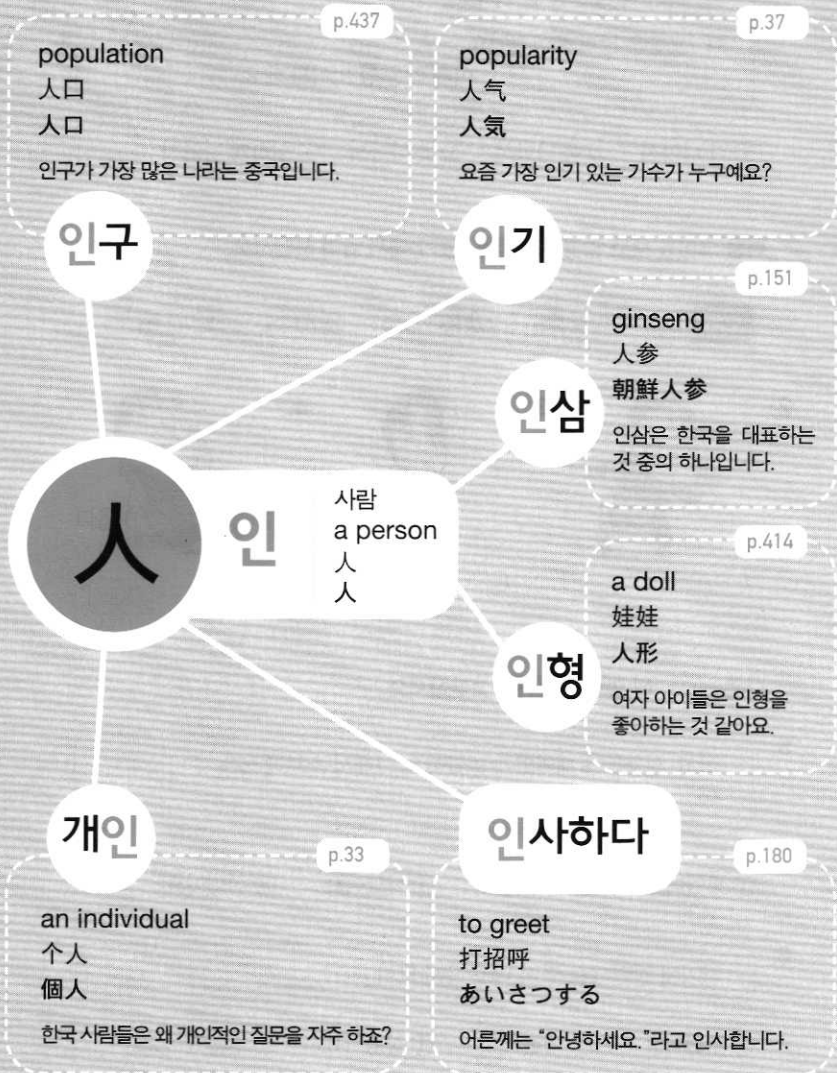 p.437
population
人口
人口
인구가 가장 많은 나라는 중국입니다.
인구
p.37
popularity
人气
人気
요즘 가장 인기 있는 가수가 누구예요?
인기
p.151
ginseng
人参
朝鮮人参
인삼은 한국을 대표하는
것 중의 하나입니다.
인삼
人
인
사람
a person
人
人
p.414
a doll
娃娃
人形
여자 아이들은 인형을
좋아하는 것 같아요.
인형
개인
p.33
an individual
个人
個人
한국 사람들은 왜 개인적인 질문을 자주 하죠?
인사하다
p.180
to greet
打招呼
あいさつする
어른께는 “안녕하세요.”라고 인사합니다.